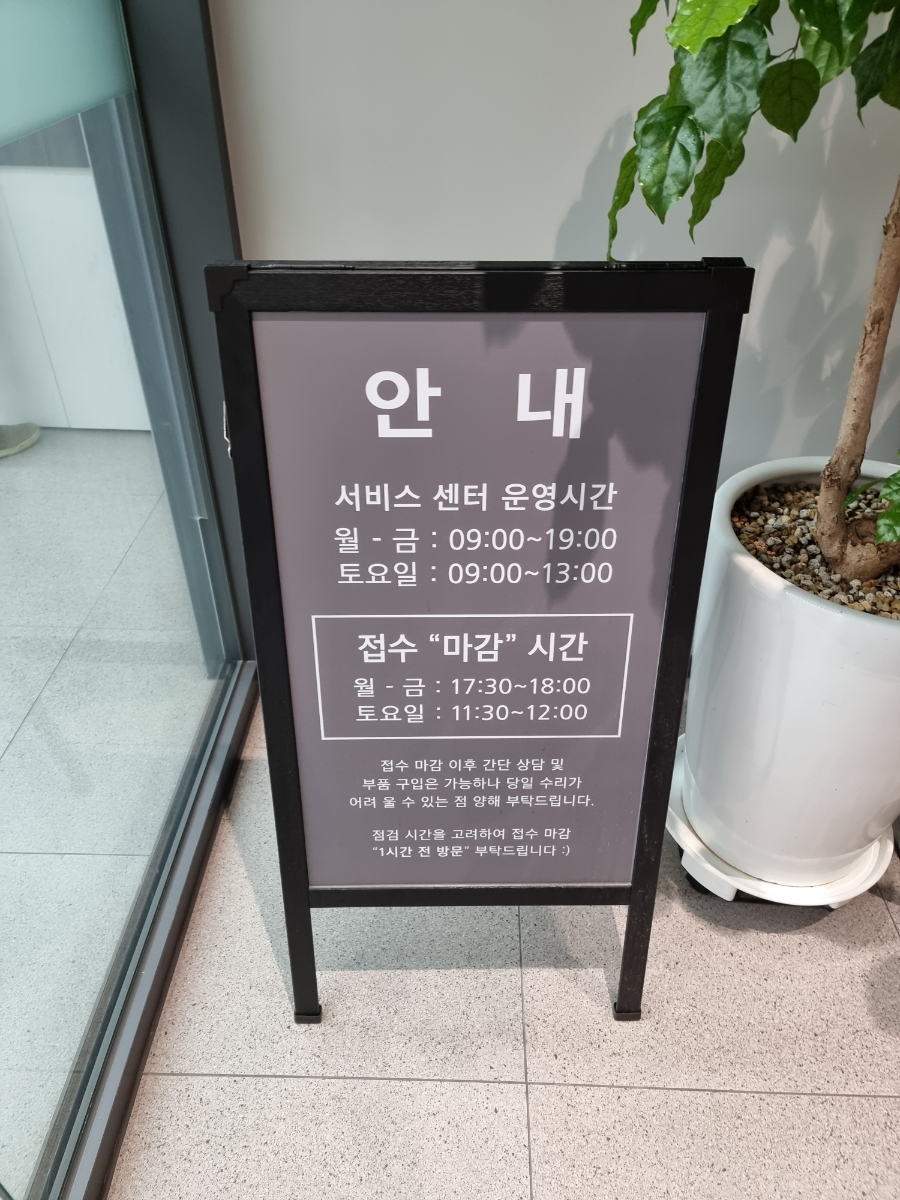 안 내
서비스 센터 운영시간
월 - 금 : 09:00~19:00
토요일 : 09:00~13:00
접수 “마감” 시간
월 - 금 : 17:30~18:00
토요일 : 11:30~12:00
접수 마감 이후 간단 상담 및
부품 구입은 가능하나 당일 수리가
어려 울 수 있는 점 양해 부탁드립니다.
점검 시간을 고려하여 접수 마감
“1시간 전 방문” 부탁드립니다 :)